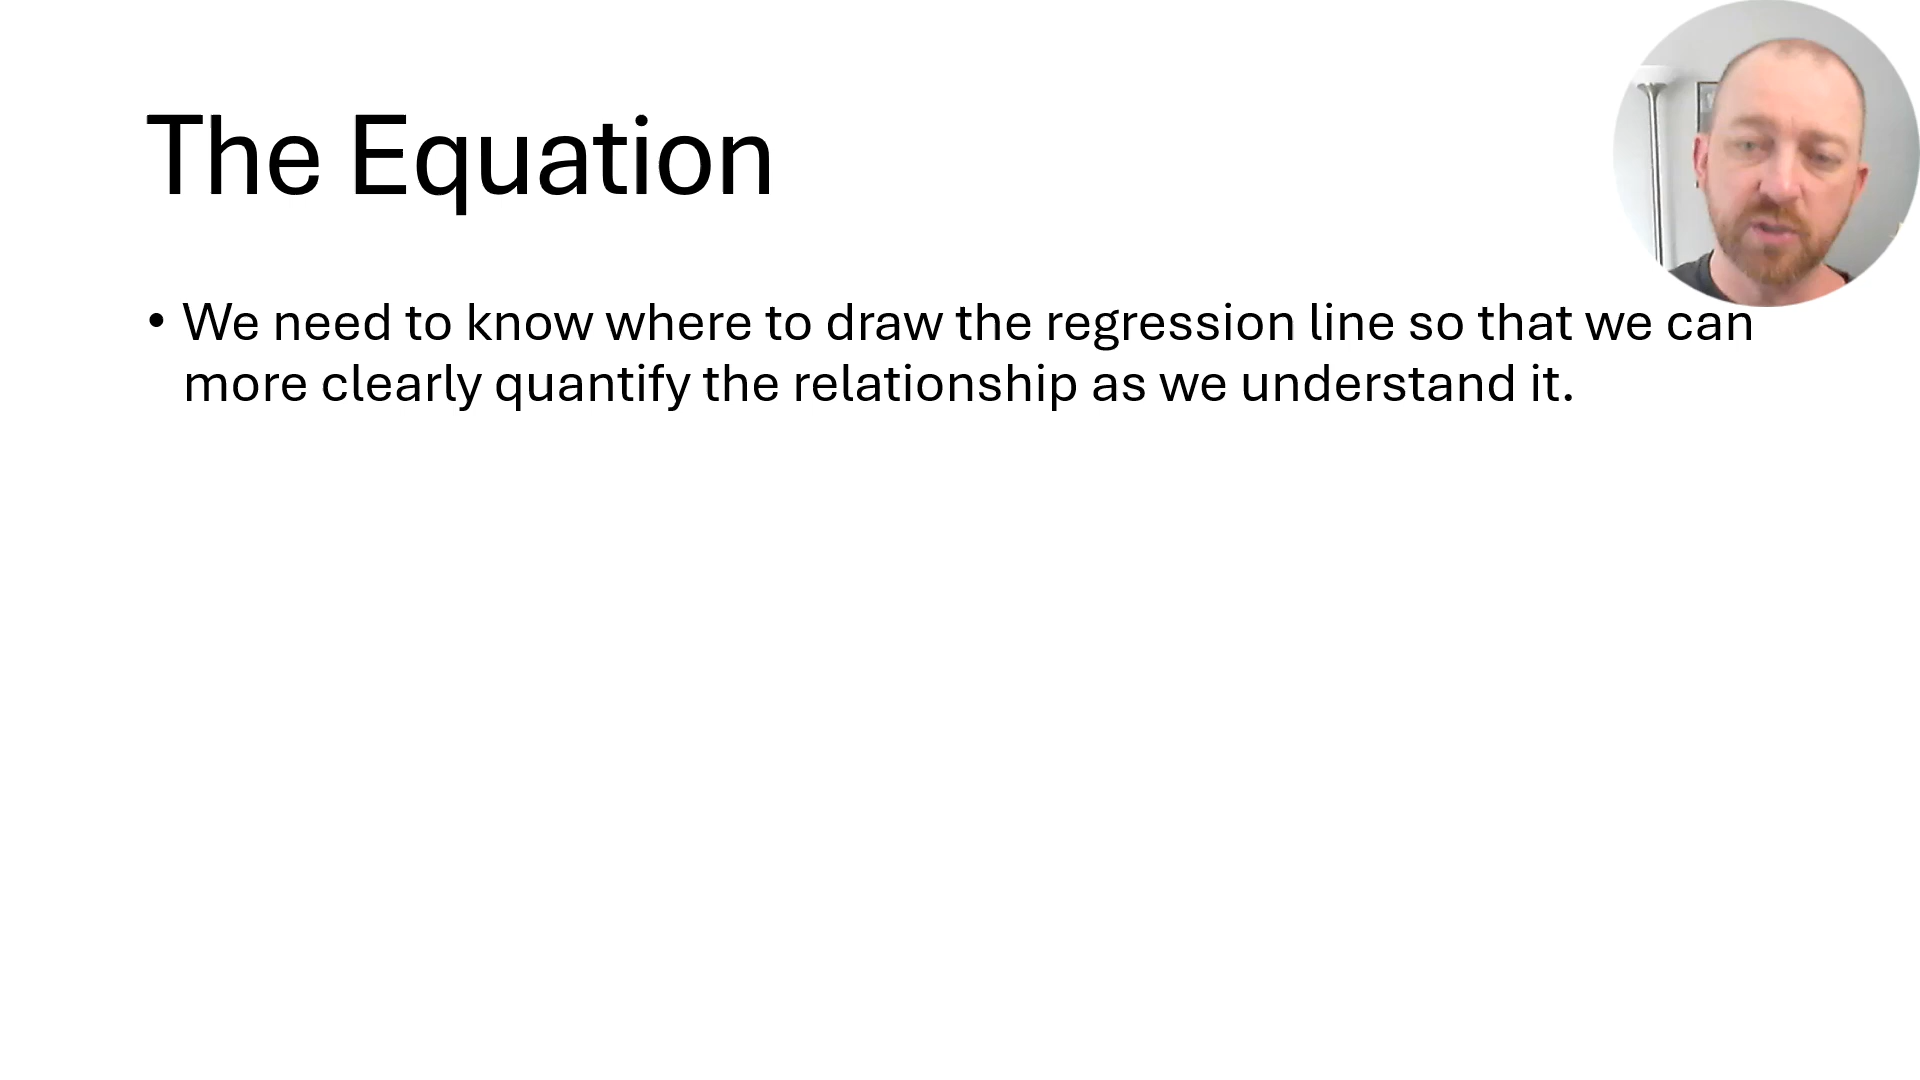 The Equation
• We need to know where to draw the regression line so that we can
more clearly quantify the relationship as we understand it.